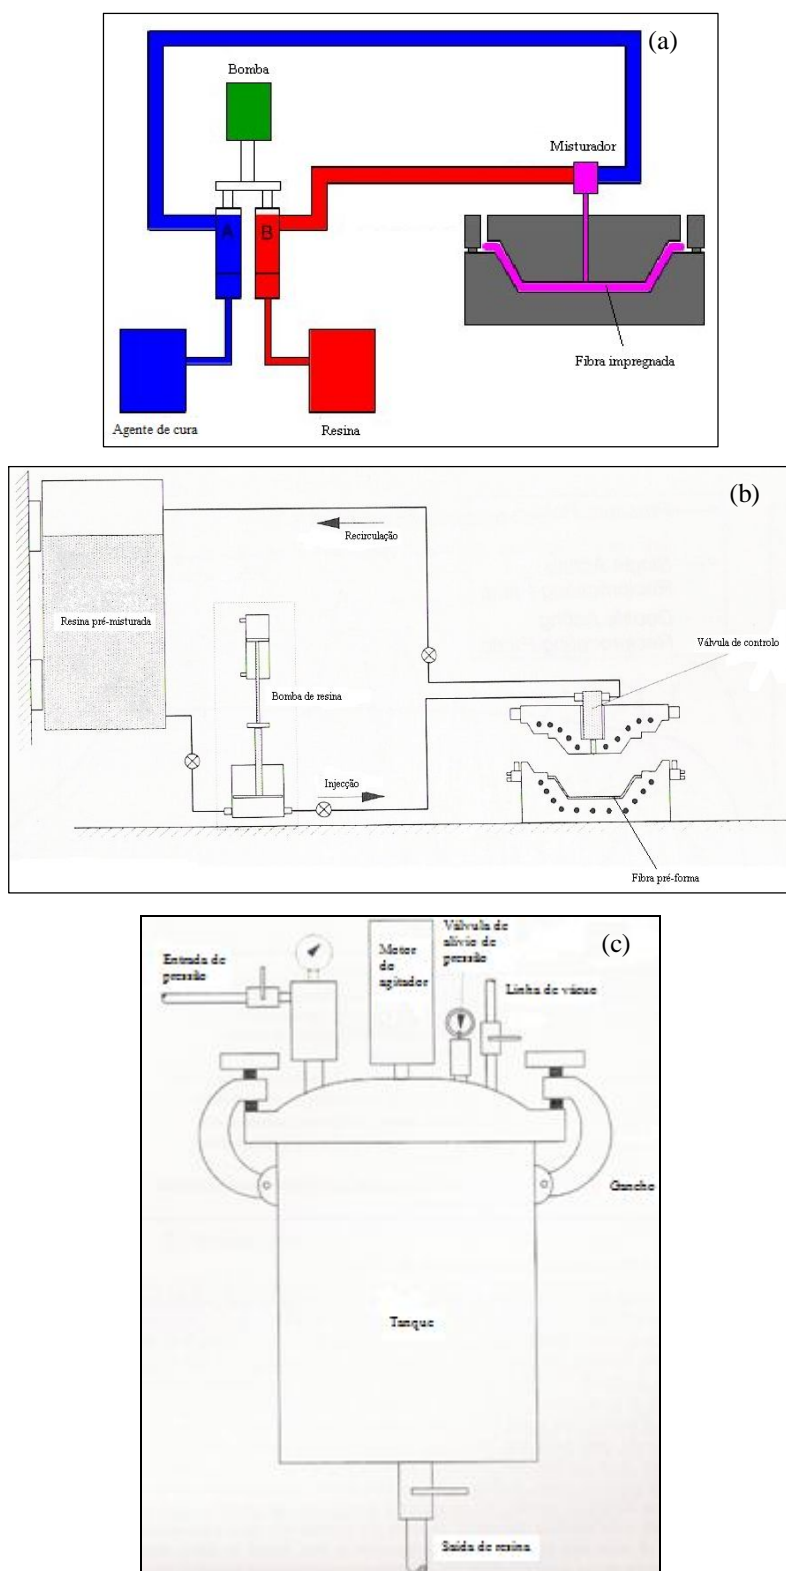 (a)
Bomba
Misturador
A B
Fibra impregnada
Agente de cura
Resina
(b)
Recirculação
Resina pré-misturada
Válvula de controlo
Bomba de resina
Injecção
Fibra pré-forma
(c)
Válvula de
alívio de
pressão
Entrada de
pressão
Motor
do
agitador
Linha de vácuo
Gancho
Tanque
Saída de resina